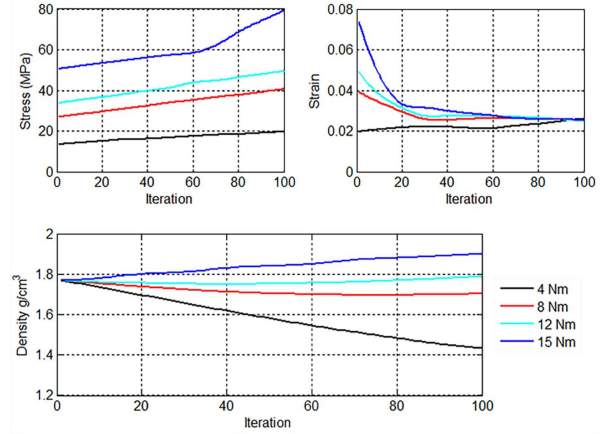 80
60
40
20
0
Stress (MPa)
0 20 40 60 80 100
Iteration
0.08
0.06
0.04
0.02
0
Strain
0 20 40 60 80 100
Iteration
2
1.8
1.6
1.4
1.2
Density g/cm³
0 20 40 60 80 100
Iteration
4 Nm
8 Nm
12 Nm
15 Nm